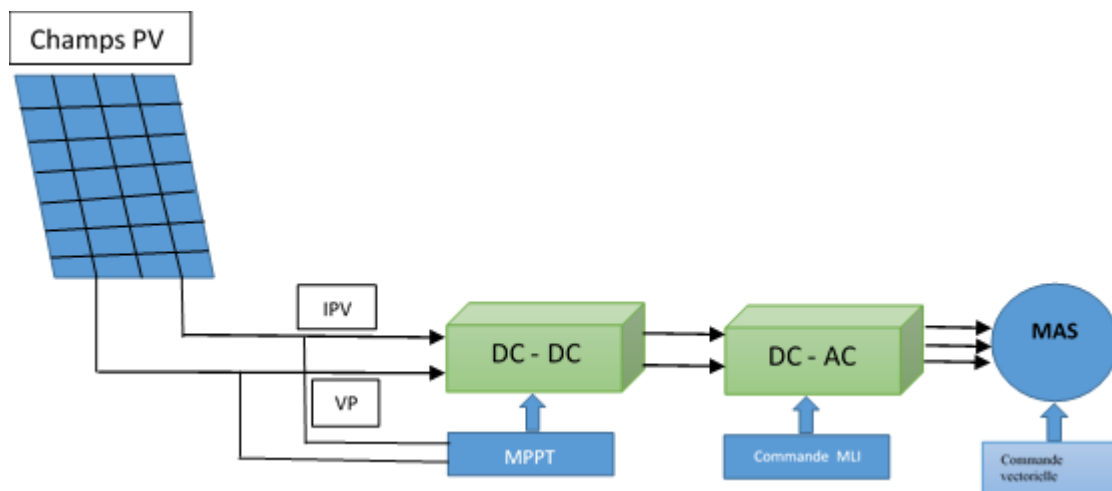 Champs PV
IPV
DC - DC
DC - AC
MAS
VP
MPPT
Commande MLI
Commande
vectorielle